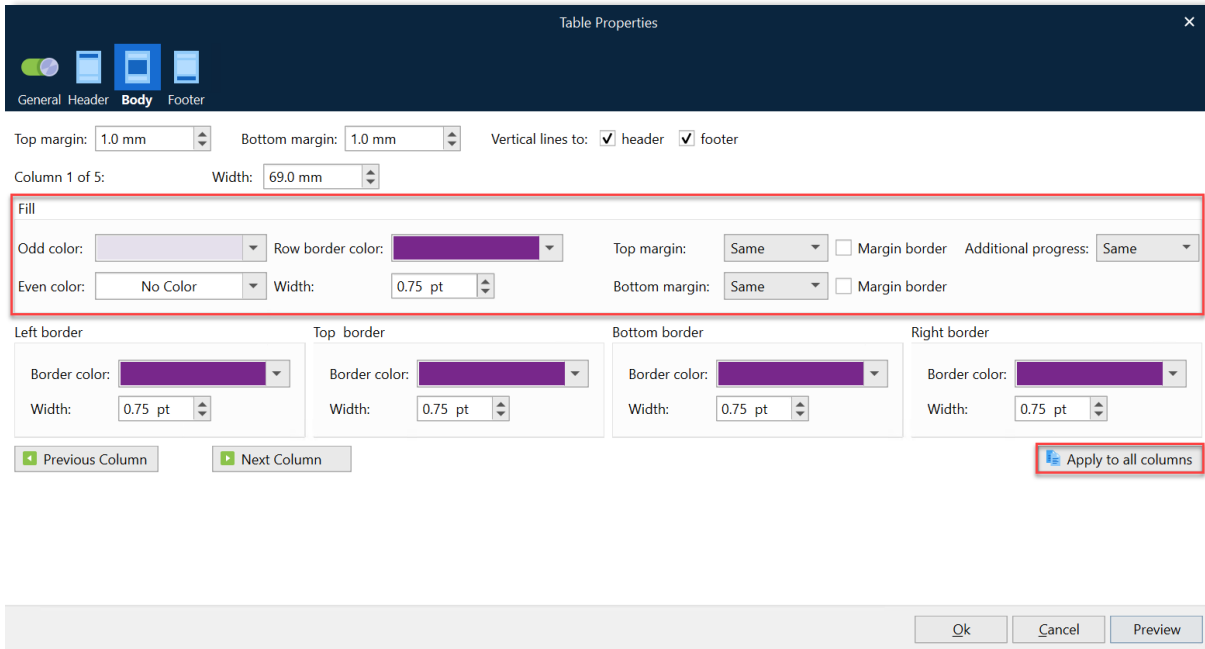 Table Properties
General Header Body Footer
Top margin: 1.0 mm Bottom margin: 1.0 mm Vertical lines to: header footer
Column 1 of 5: Width: 69.0 mm
Fill
Odd color: Row border color: Top margin: Same Margin border Additional progress: Same
Even color: No Color Width: 0.75 pt Bottom margin: Same Margin border
Left border Top border Bottom border Right border
Border color: Border color: Border color: Border color:
Width: 0.75 pt Width: 0.75 pt Width: 0.75 pt Width: 0.75 pt
Previous Column Next Column Apply to all columns
Ok Cancel Preview